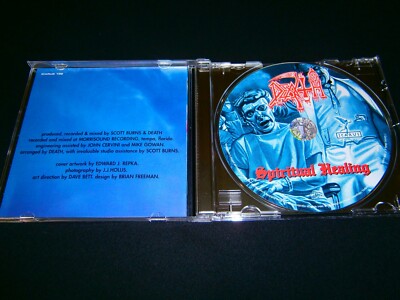 produced, recorded & mixed by SCOTT BURNS & DEATH
recorded and mixed at MORRISOUND RECORDING, tampa, florida
engineering assisted by JOHN CERVINI and MIKE GOWAN.
arranged by DEATH, with invaluable studio assistance by SCOTT BURNS.
cover artwork by EDWARD J. REPKA.
photography by J.J.HOLLIS.
art direction by DAVE BETT. design by BRIAN FREEMAN.
DEATH
Spiritual Healing